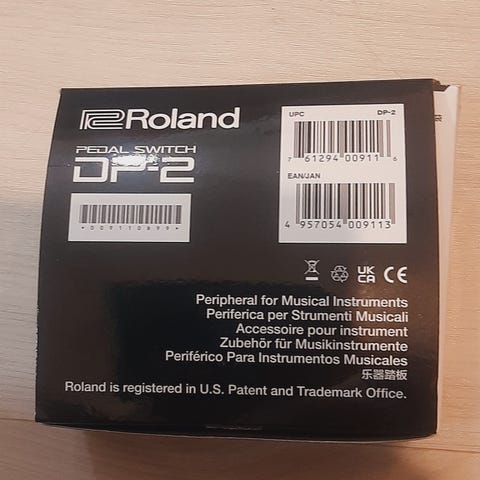 Roland
PEDAL SWITCH
DP-2
*009110899*
UPC DP-2
7 61294 00911 6
EAN/JAN
4 957054 009113
UK
CA CE
Peripheral for Musical Instruments
Periferica per Strumenti Musicali
Accessoire pour instrument
Zubehör für Musikinstrumente
Periférico Para Instrumentos Musicales
乐器踏板
Roland is registered in U.S. Patent and Trademark Office.